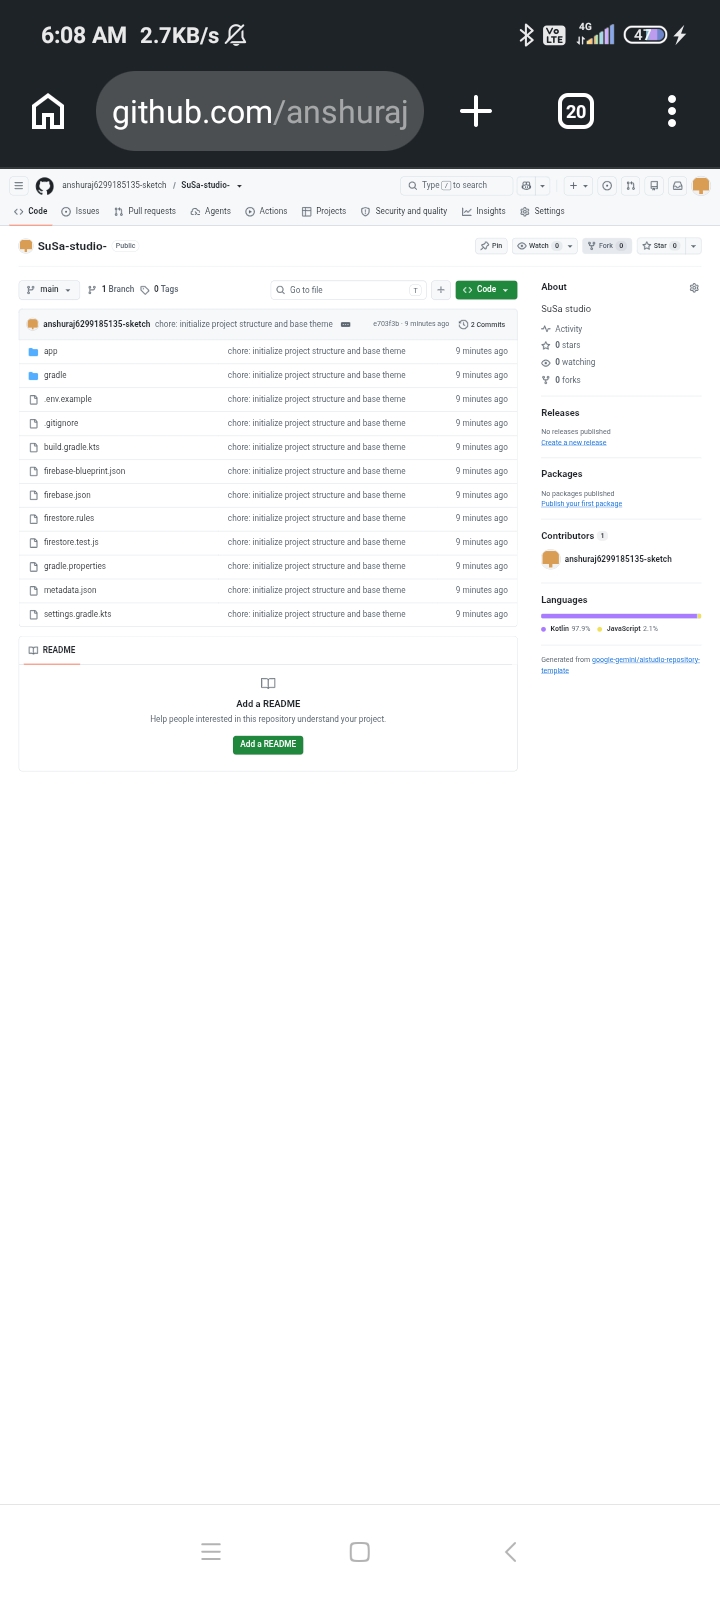 6:08 AM 2.7KB/s Vo LTE 4G 47
github.com/anshuraj 20
anshuraj6299185135-sketch / SuSa-studio- Type / to search
Code Issues Pull requests Agents Actions Projects Security and quality Insights Settings
SuSa-studio- Public Pin Watch 0 Fork 0 Star 0
main 1 Branch 0 Tags Go to file T Code
anshuraj6299185135-sketch chore: initialize project structure and base theme e703f3b · 9 minutes ago 2 Commits
app chore: initialize project structure and base theme 9 minutes ago
gradle chore: initialize project structure and base theme 9 minutes ago
.env.example chore: initialize project structure and base theme 9 minutes ago
.gitignore chore: initialize project structure and base theme 9 minutes ago
build.gradle.kts chore: initialize project structure and base theme 9 minutes ago
firebase-blueprint.json chore: initialize project structure and base theme 9 minutes ago
firebase.json chore: initialize project structure and base theme 9 minutes ago
firestore.rules chore: initialize project structure and base theme 9 minutes ago
firestore.test.js chore: initialize project structure and base theme 9 minutes ago
gradle.properties chore: initialize project structure and base theme 9 minutes ago
metadata.json chore: initialize project structure and base theme 9 minutes ago
settings.gradle.kts chore: initialize project structure and base theme 9 minutes ago
README
Add a README
Help people interested in this repository understand your project.
Add a README
About
SuSa studio
Activity
0 stars
0 watching
0 forks
Releases
No releases published
Create a new release
Packages
No packages published
Publish your first package
Contributors 1
anshuraj6299185135-sketch
Languages
Kotlin 97.9% JavaScript 2.1%
Generated from google-gemini/aistudio-repository-
template